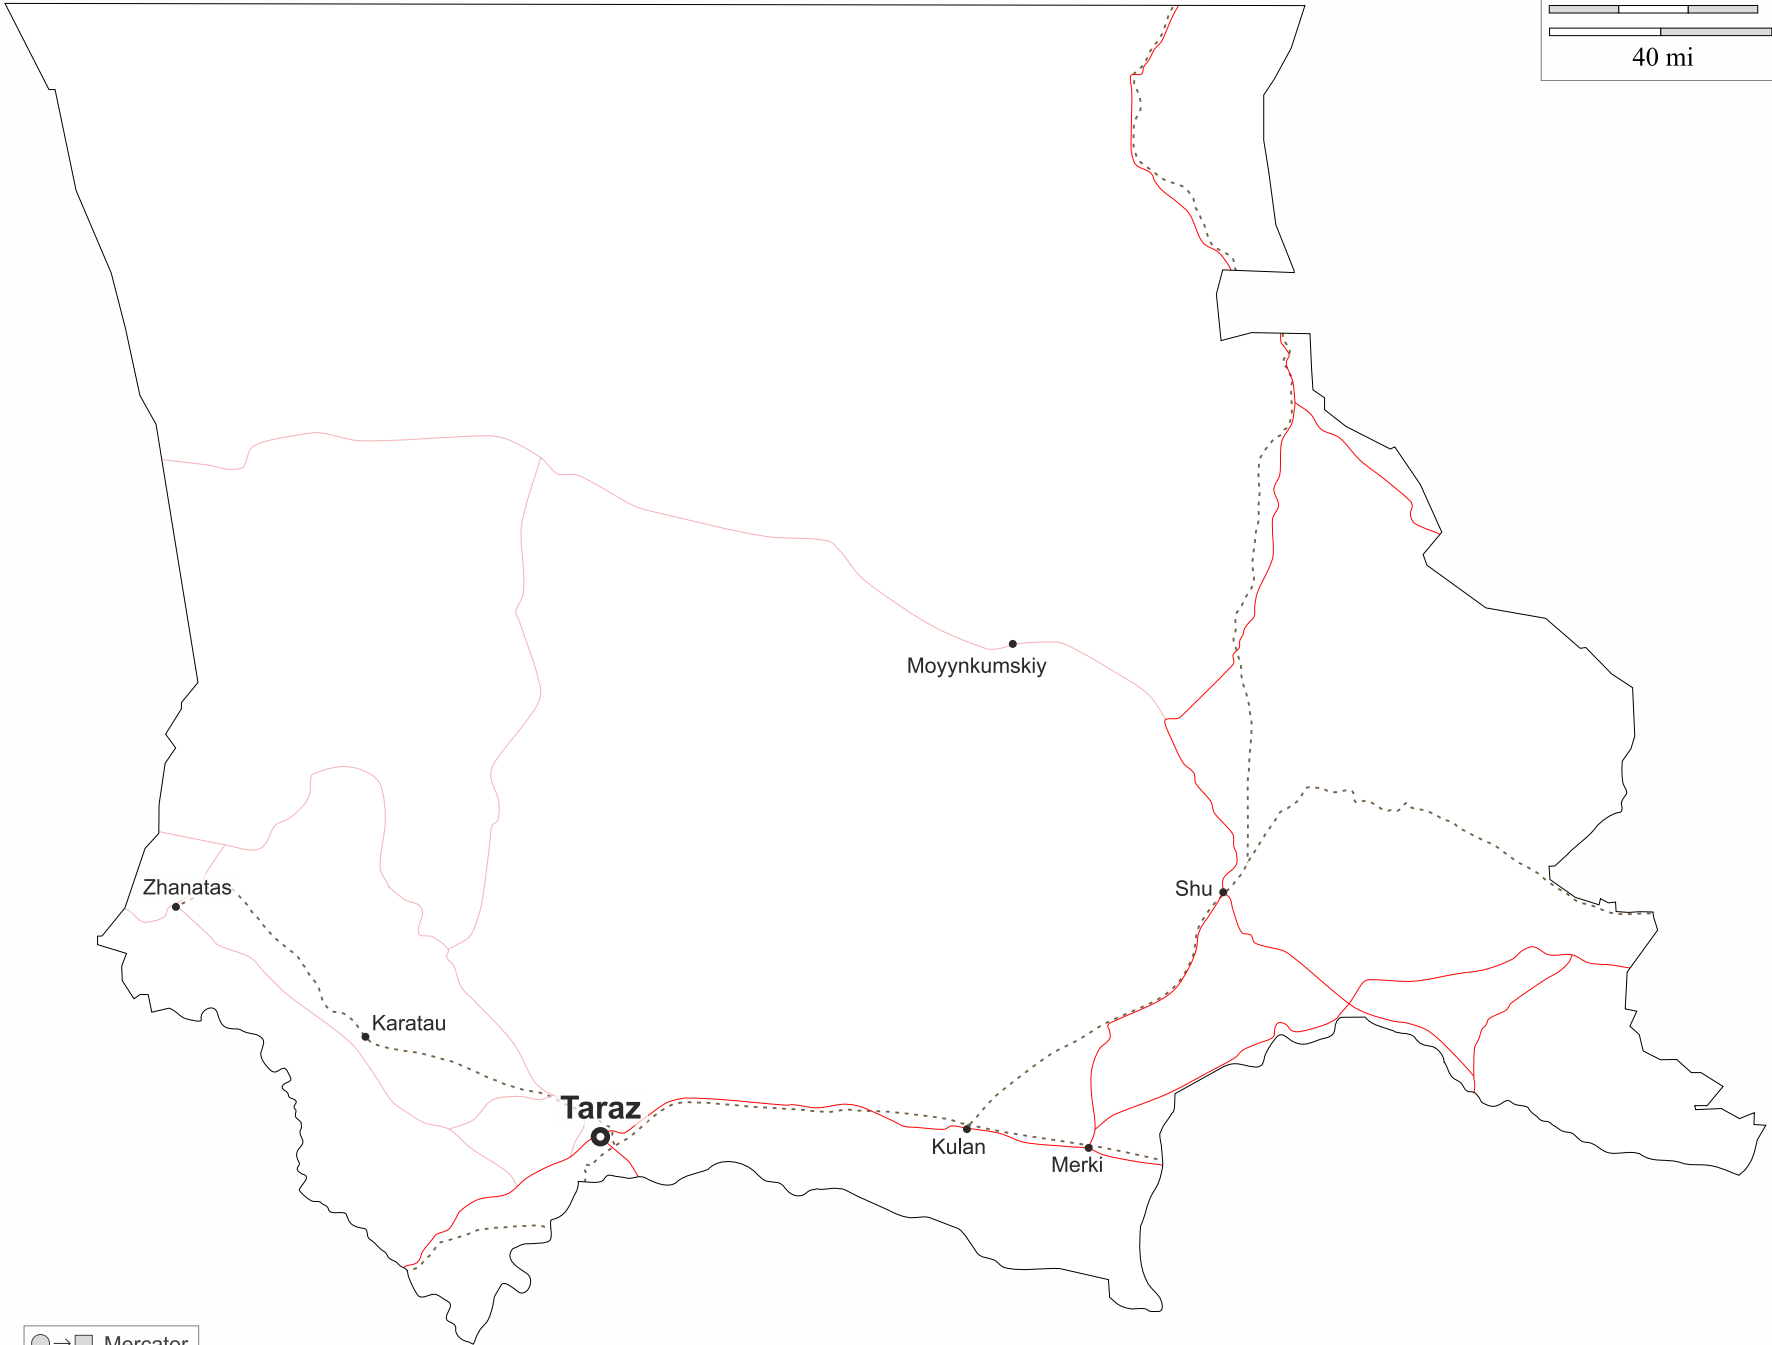 40 mi
Moyynkumskiy
Zhanatas
Shu
Karatau
Taraz
Kulan
Merki
Mercator